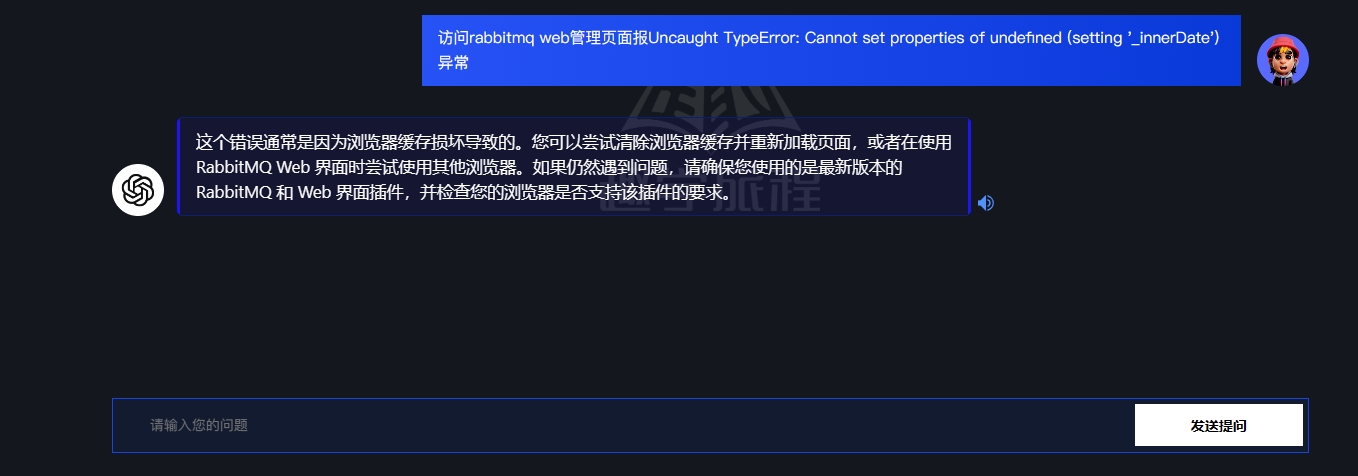 访问rabbitmq web管理页面报Uncaught TypeError: Cannot set properties of undefined (setting '_innerDate')
异常
这个错误通常是因为浏览器缓存损坏导致的。您可以尝试清除浏览器缓存并重新加载页面，或者在使用
RabbitMQ Web 界面时尝试使用其他浏览器。如果仍然遇到问题，请确保您使用的是最新版本的
RabbitMQ 和 Web 界面插件，并检查您的浏览器是否支持该插件的要求。
趣学旅程
请输入您的问题
发送提问